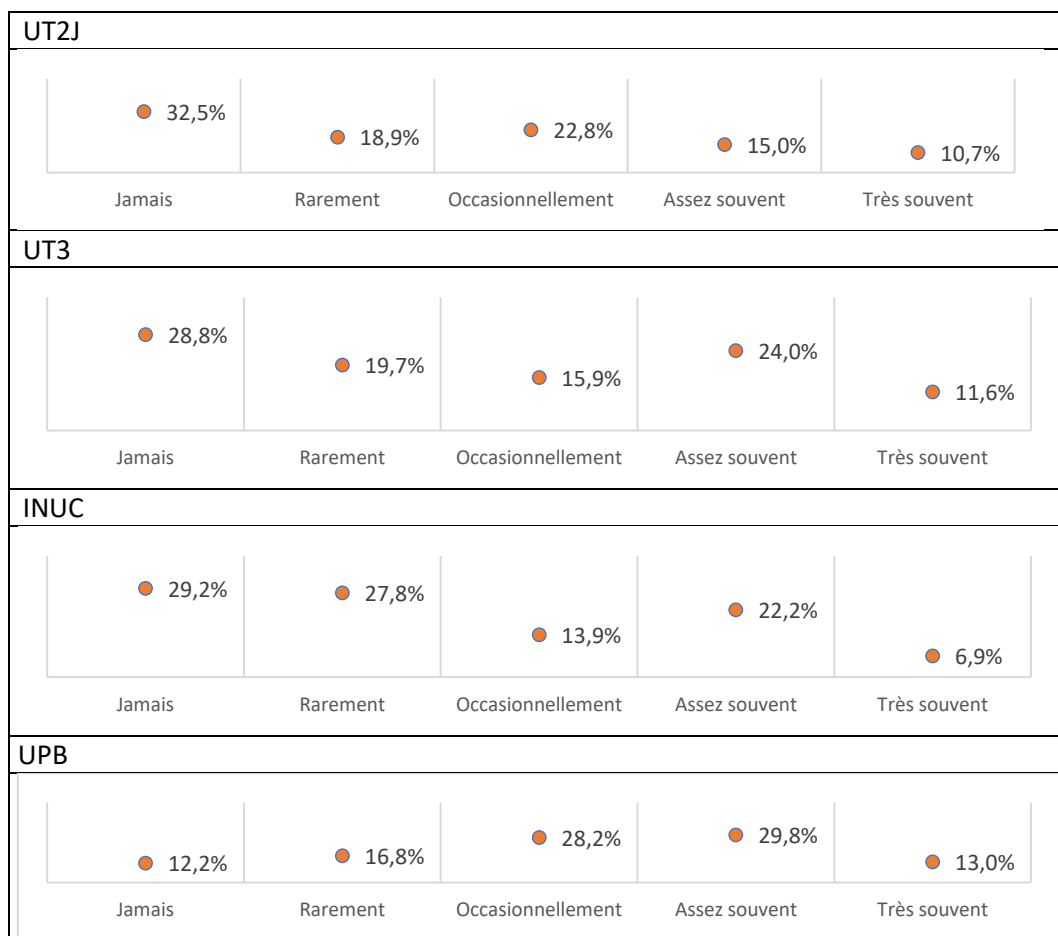 UT2J
32,5%
18,9%
22,8%
15,0%
10,7%
Jamais Rarement Occasionnellement Assez souvent Très souvent
UT3
28,8%
19,7%
15,9%
24,0%
11,6%
Jamais Rarement Occasionnellement Assez souvent Très souvent
INUC
29,2%
27,8%
13,9%
22,2%
6,9%
Jamais Rarement Occasionnellement Assez souvent Très souvent
UPB
12,2%
16,8%
28,2%
29,8%
13,0%
Jamais Rarement Occasionnellement Assez souvent Très souvent